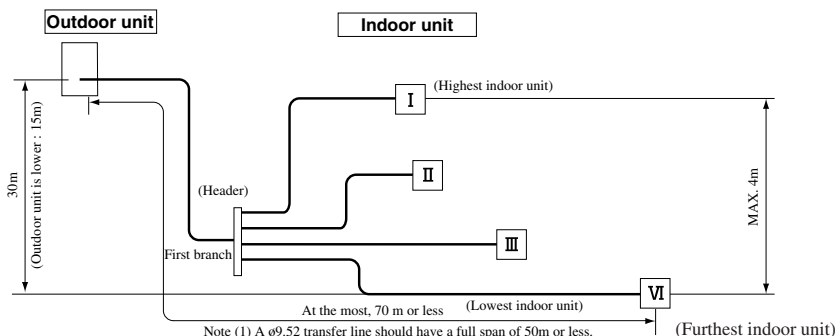 Outdoor unit
Indoor unit
(Highest indoor unit)
Ⅰ
30m
(Outdoor unit is lower : 15m)
(Header)
Ⅱ
MAX. 4m
First branch
Ⅲ
Ⅵ
At the most, 70 m or less
(Lowest indoor unit)
Note (1) A ø9.52 transfer line should have a full span of 50m or less.
(Furthest indoor unit)